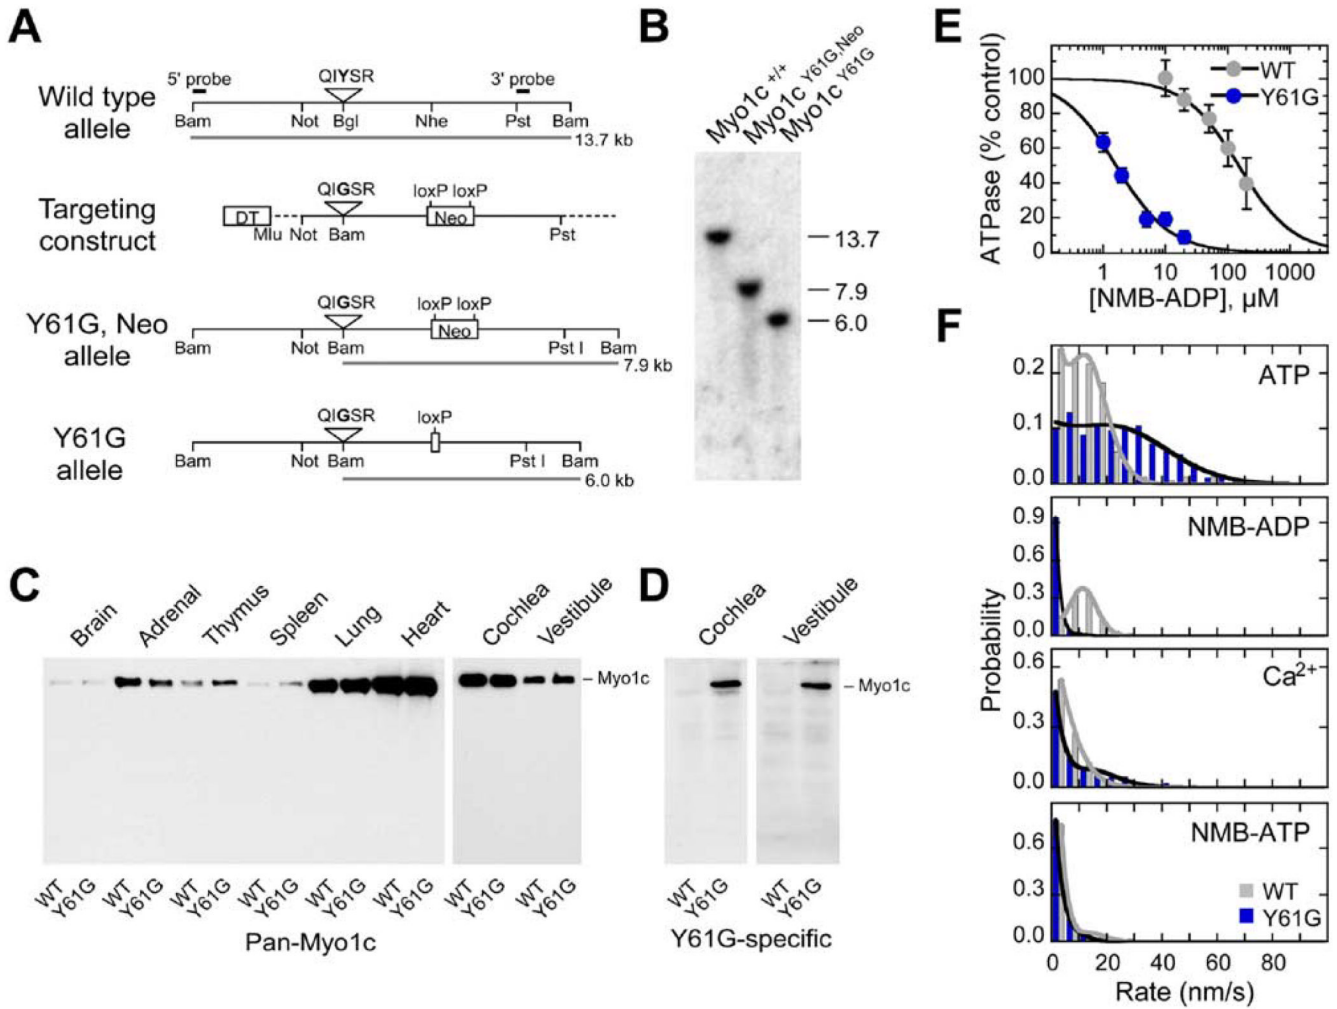 A
5' probe
QIYSR
3' probe
Wild type
allele
Bam
Not
Bgl
Nhe
Pst
Bam
13.7 kb
Targeting
construct
QIGSR
loxP loxP
DT
Neo
Mlu
Not
Bam
Pst
Y61G, Neo
allele
QIGSR
loxP loxP
Neo
Bam
Not
Bam
Pst I
Bam
7.9 kb
Y61G
allele
QIGSR
loxP
Bam
Not
Bam
Pst I
Bam
6.0 kb
B
Myo1c+/+
Myo1cY61G,Neo
Myo1cY61G
13.7
7.9
6.0
C
Brain
Adrenal
Thymus
Spleen
Lung
Heart
Cochlea
Vestibule
Myo1c
WT
Y61G
WT
Y61G
WT
Y61G
WT
Y61G
WT
Y61G
WT
Y61G
WT
Y61G
WT
Y61G
Pan-Myo1c
D
Cochlea
Vestibule
Myo1c
WT
Y61G
WT
Y61G
Y61G-specific
E
ATPase (% control)
100
80
60
40
20
0
WT
Y61G
1
10
100
1000
[NMB-ADP], µM
F
Probability
ATP
0.2
0.1
0.0
NMB-ADP
0.9
0.6
0.3
0.0
Ca2+
0.6
0.3
0.0
NMB-ATP
0.6
0.3
0.0
WT
Y61G
0
20
40
60
80
Rate (nm/s)